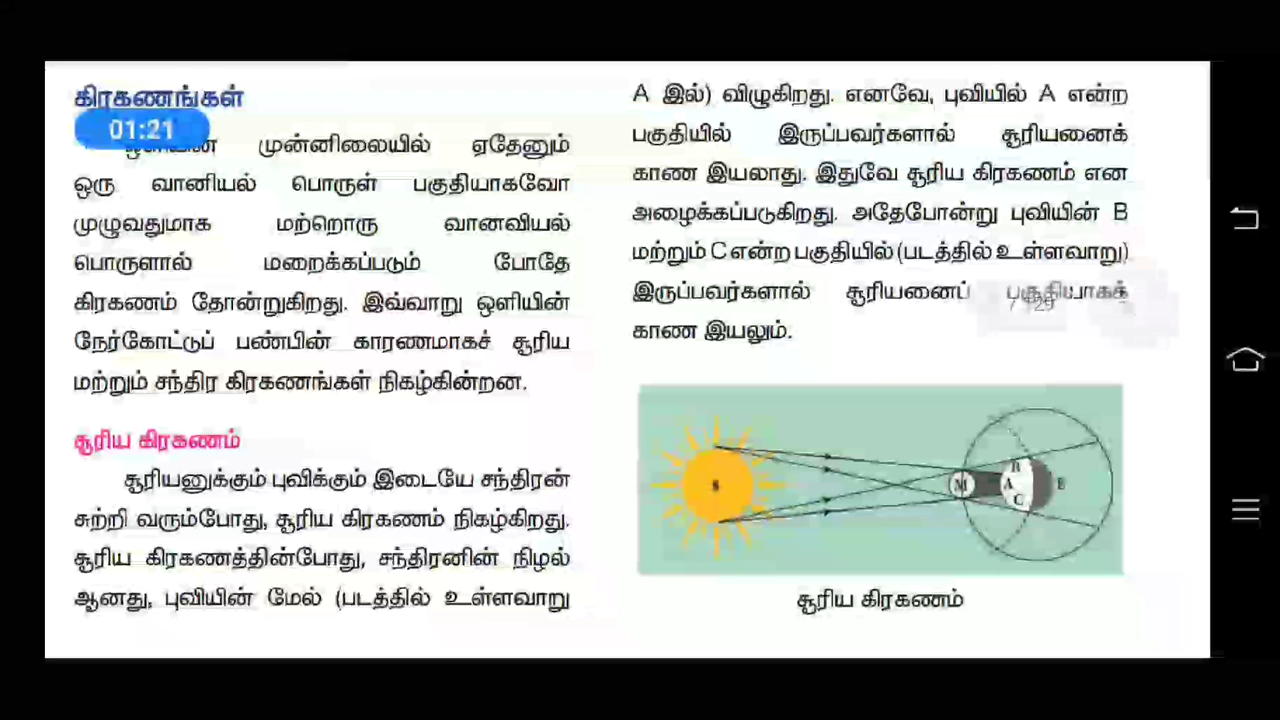 கிரகணங்கள்
01:21
முன்னிலையில் ஏதேனும்
ஒரு வானியல் பொருள் பகுதியாகவோ
முழுவதுமாக மற்றொரு வானவியல்
பொருளால் மறைக்கப்படும் போதே
கிரகணம் தோன்றுகிறது. இவ்வாறு ஒளியின்
நேர்கோட்டுப் பண்பின் காரணமாகச் சூரிய
மற்றும் சந்திர கிரகணங்கள் நிகழ்கின்றன.
சூரிய கிரகணம்
சூரியனுக்கும் புவிக்கும் இடையே சந்திரன்
சுற்றி வரும்போது, சூரிய கிரகணம் நிகழ்கிறது.
சூரிய கிரகணத்தின்போது, சந்திரனின் நிழல்
ஆனது, புவியின் மேல் (படத்தில் உள்ளவாறு
A இல்) விழுகிறது. எனவே, புவியில் A என்ற
பகுதியில் இருப்பவர்களால் சூரியனைக்
காண இயலாது. இதுவே சூரிய கிரகணம் என
அழைக்கப்படுகிறது. அதேபோன்று புவியின் B
மற்றும் C என்ற பகுதியில் (படத்தில் உள்ளவாறு)
இருப்பவர்களால் சூரியனைப் பகுதியாகக்
காண இயலும்.
S
M
B
A
C
E
சூரிய கிரகணம்